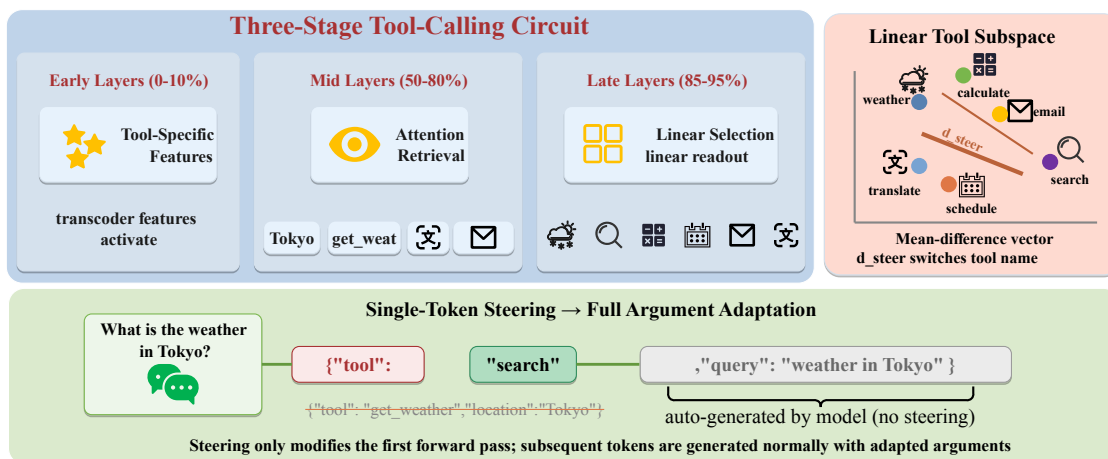 Three-Stage Tool-Calling Circuit
Early Layers (0-10%)
Tool-Specific
Features
transcoder features
activate
Mid Layers (50-80%)
Attention
Retrieval
Tokyo
get_weat
文
Late Layers (85-95%)
Linear Selection
linear readout
文
Linear Tool Subspace
weather
calculate
email
d_steer
文
translate
schedule
search
Mean-difference vector
d_steer switches tool name
Single-Token Steering → Full Argument Adaptation
What is the weather
in Tokyo?
{"tool":
"search"
,"query": "weather in Tokyo" }
{"tool": "get_weather","location":"Tokyo"}
auto-generated by model (no steering)
Steering only modifies the first forward pass; subsequent tokens are generated normally with adapted arguments